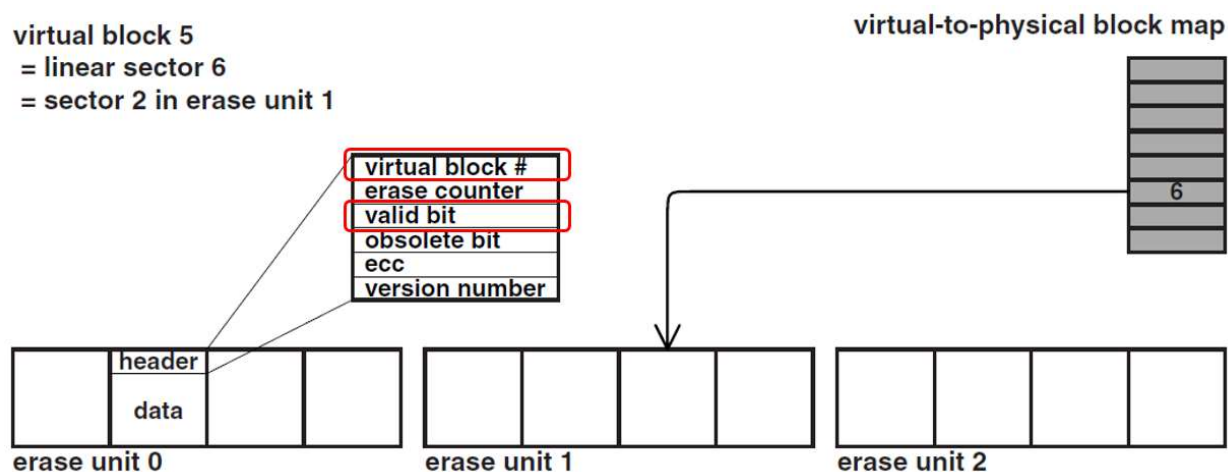 virtual block 5
= linear sector 6
= sector 2 in erase unit 1
virtual-to-physical block map
6
virtual block #
erase counter
valid bit
obsolete bit
ecc
version number
header
data
erase unit 0
erase unit 1
erase unit 2